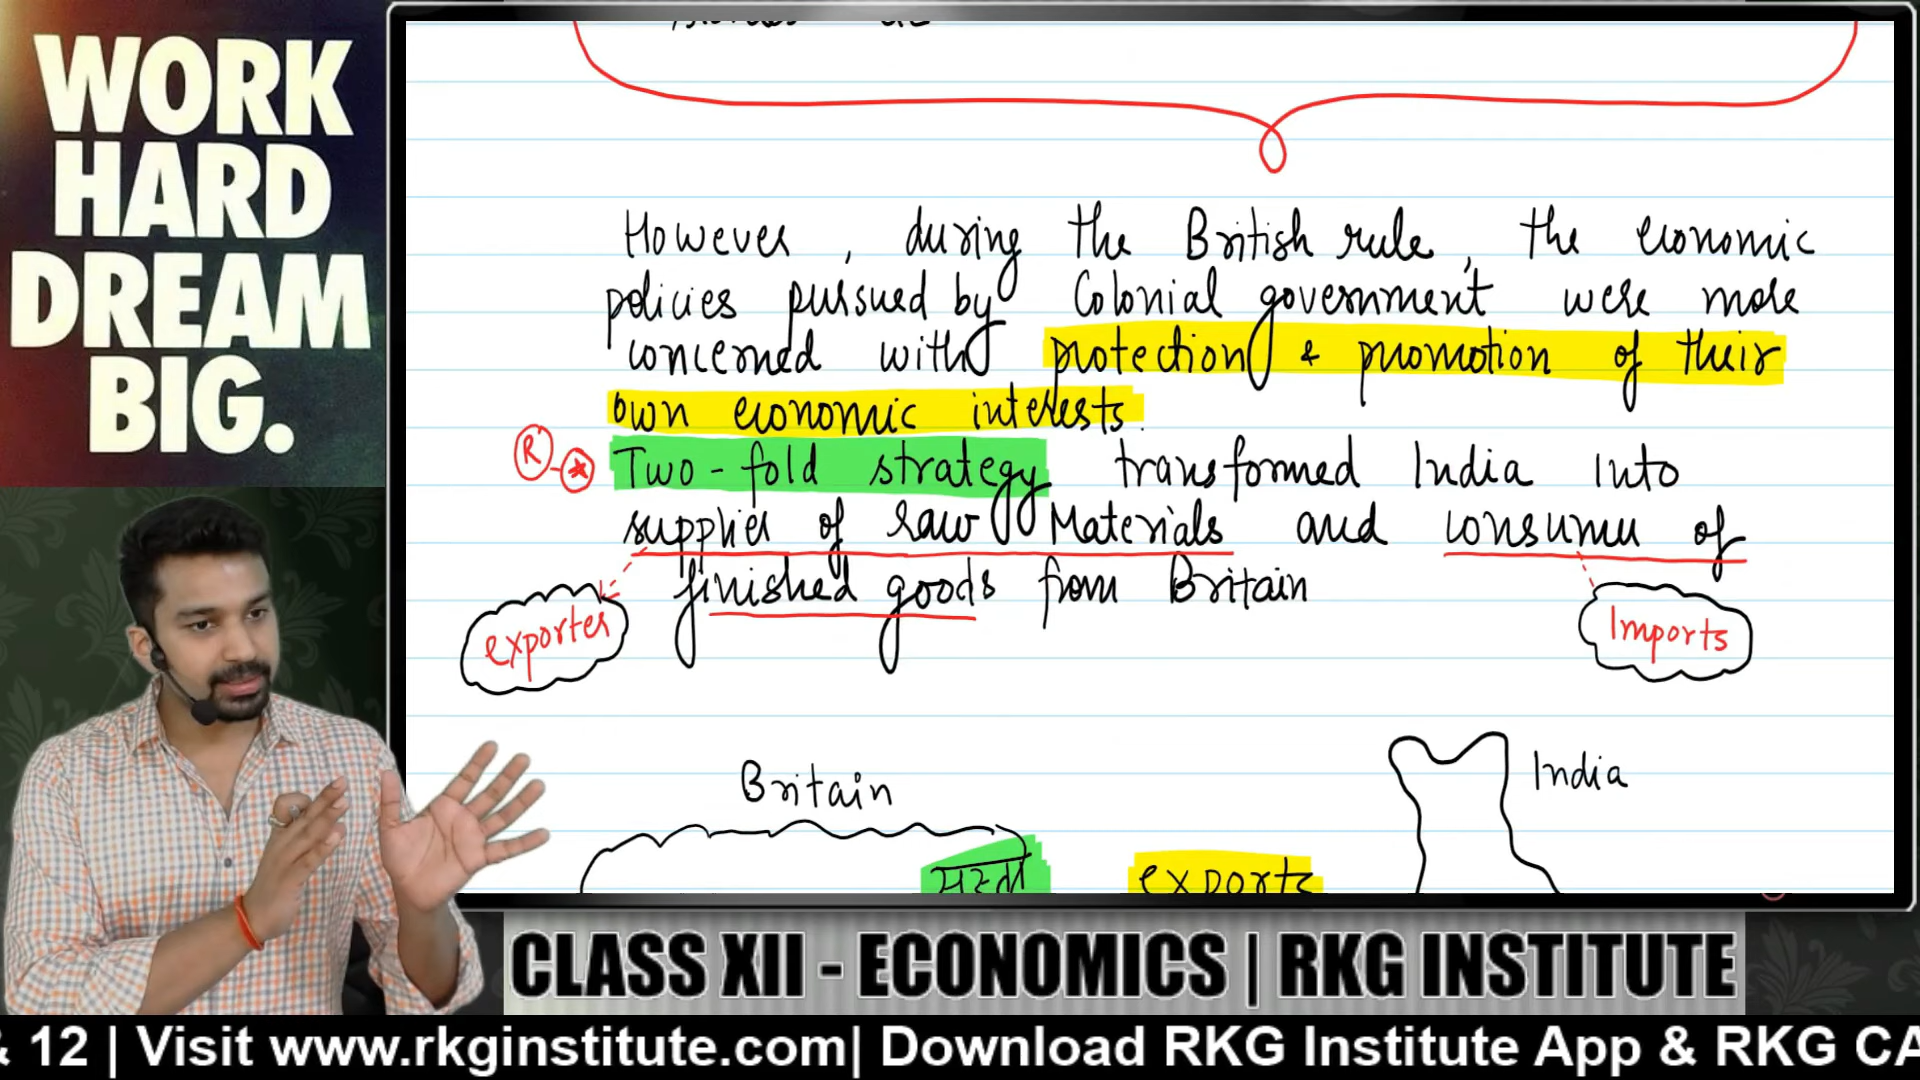 WORK
HARD
DREAM
BIG.
However, during the British rule, the economic
policies pursued by Colonial government were more
concerned with protection & promotion of their
own economic interests.
R
Two-fold strategy transformed India into
supplier of raw Materials and consumer of
finished goods from Britain
exporter
Imports
Britain
India
exports
CLASS XII - ECONOMICS | RKG INSTITUTE
& 12 | Visit www.rkginstitute.com| Download RKG Institute App & RKG CA